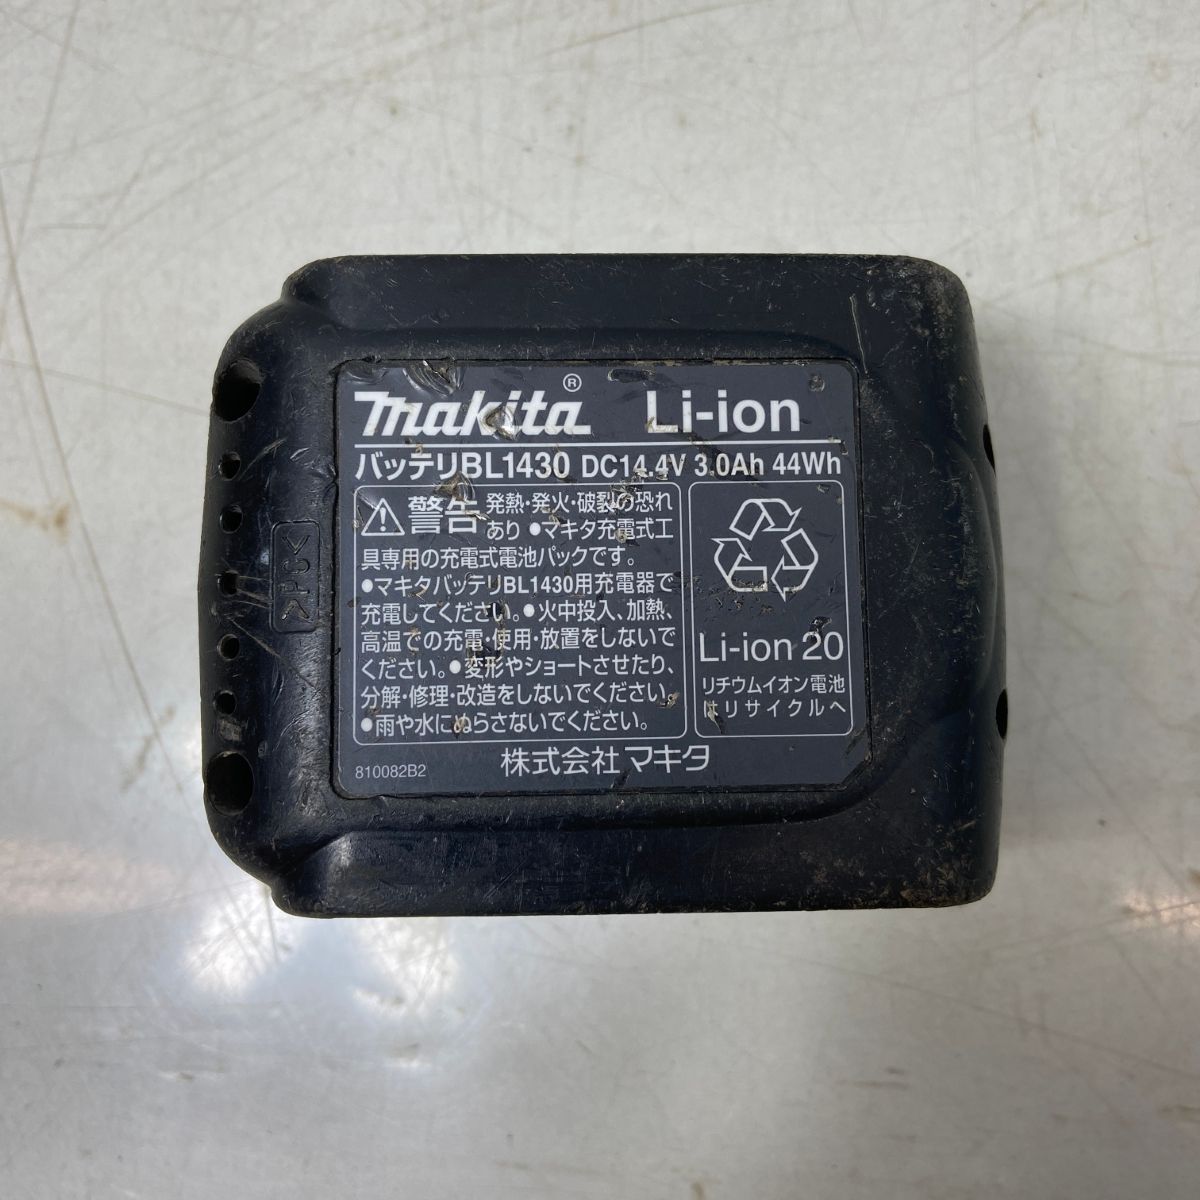 makita® Li-ion
バッテリBL1430 DC14.4V 3.0Ah 44Wh
警告 発熱・発火・破裂の恐れ
あり ●マキタ充電式工
具専用の充電式電池パックです。
●マキタバッテリBL1430用充電器で
充電してください。●火中投入、加熱、
高温での充電・使用・放置をしないで
ください。●変形やショートさせたり、
分解・修理・改造をしないでください。
●雨や水にぬらさないでください。
Li-ion 20
リチウムイオン電池
はリサイクルへ
810082B2
株式会社マキタ